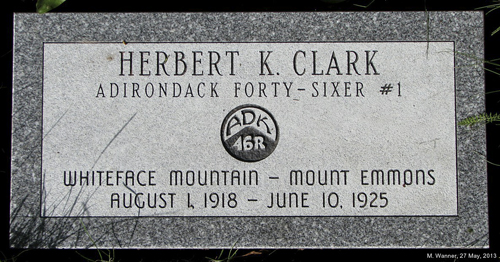 HERBERT K. CLARK
ADIRONDACK FORTY-SIXER #1
ADK
46R
WHITEFACE MOUNTAIN - MOUNT EMMONS
AUGUST 1, 1918 - JUNE 10, 1925
M. Wanner, 27 May, 2013